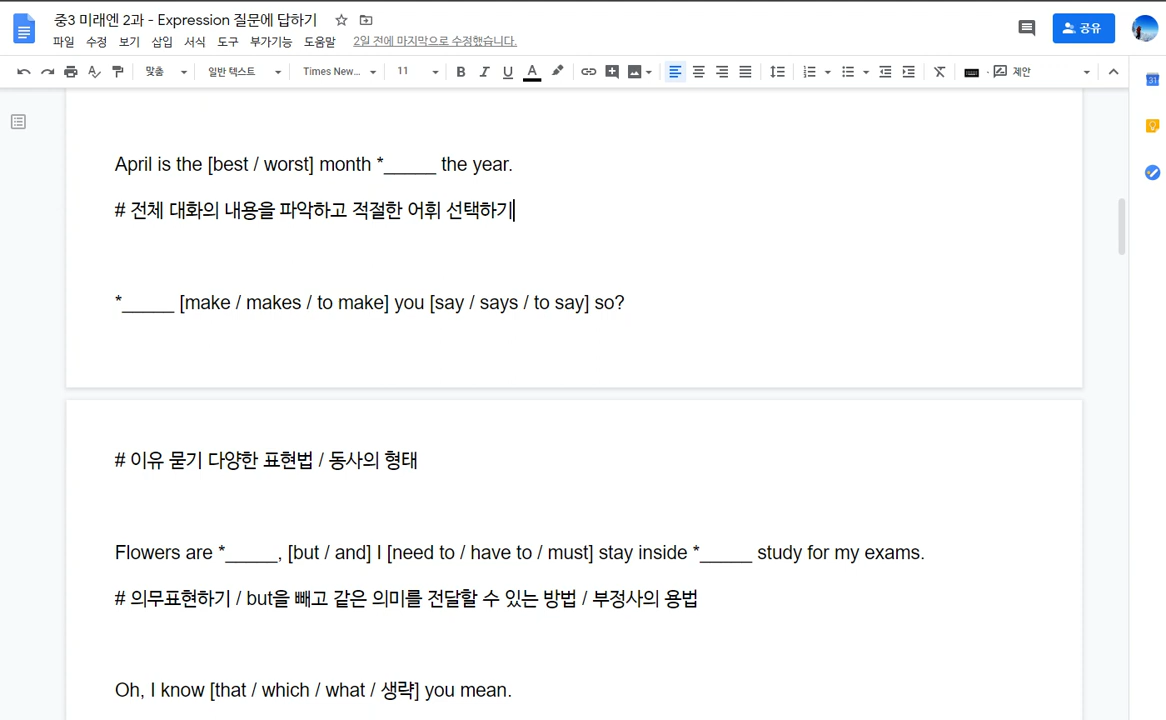 중3 미래엔 2과 - Expression 질문에 답하기
파일 수정 보기 삽입 서식 도구 부가기능 도움말 2일 전에 마지막으로 수정했습니다.
공유
맞춤 일반 텍스트 Times New... 11 B I U A 제안
31
April is the [best / worst] month *_____ the year.
# 전체 대화의 내용을 파악하고 적절한 어휘 선택하기
*_____ [make / makes / to make] you [say / says / to say] so?
# 이유 묻기 다양한 표현법 / 동사의 형태
Flowers are *_____, [but / and] I [need to / have to / must] stay inside *_____ study for my exams.
# 의무표현하기 / but을 빼고 같은 의미를 전달할 수 있는 방법 / 부정사의 용법
Oh, I know [that / which / what / 생략] you mean.